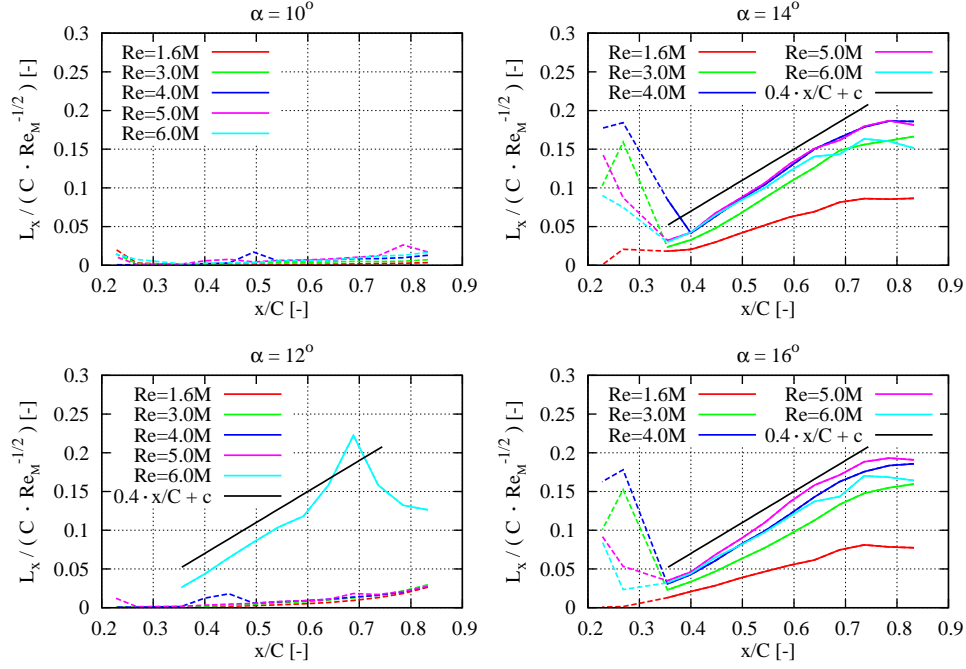 α = 10°
L_x / ( C · Re_M^-1/2 ) [-]
0.3
0.25
0.2
0.15
0.1
0.05
0
Re=1.6M
Re=3.0M
Re=4.0M
Re=5.0M
Re=6.0M
0.2 0.3 0.4 0.5 0.6 0.7 0.8 0.9
x/C [-]
α = 14°
L_x / ( C · Re_M^-1/2 ) [-]
0.3
0.25
0.2
0.15
0.1
0.05
0
Re=1.6M Re=5.0M
Re=3.0M Re=6.0M
Re=4.0M 0.4 · x/C + c
0.2 0.3 0.4 0.5 0.6 0.7 0.8 0.9
x/C [-]
α = 12°
L_x / ( C · Re_M^-1/2 ) [-]
0.3
0.25
0.2
0.15
0.1
0.05
0
Re=1.6M
Re=3.0M
Re=4.0M
Re=5.0M
Re=6.0M
0.4 · x/C + c
0.2 0.3 0.4 0.5 0.6 0.7 0.8 0.9
x/C [-]
α = 16°
L_x / ( C · Re_M^-1/2 ) [-]
0.3
0.25
0.2
0.15
0.1
0.05
0
Re=1.6M Re=5.0M
Re=3.0M Re=6.0M
Re=4.0M 0.4 · x/C + c
0.2 0.3 0.4 0.5 0.6 0.7 0.8 0.9
x/C [-]